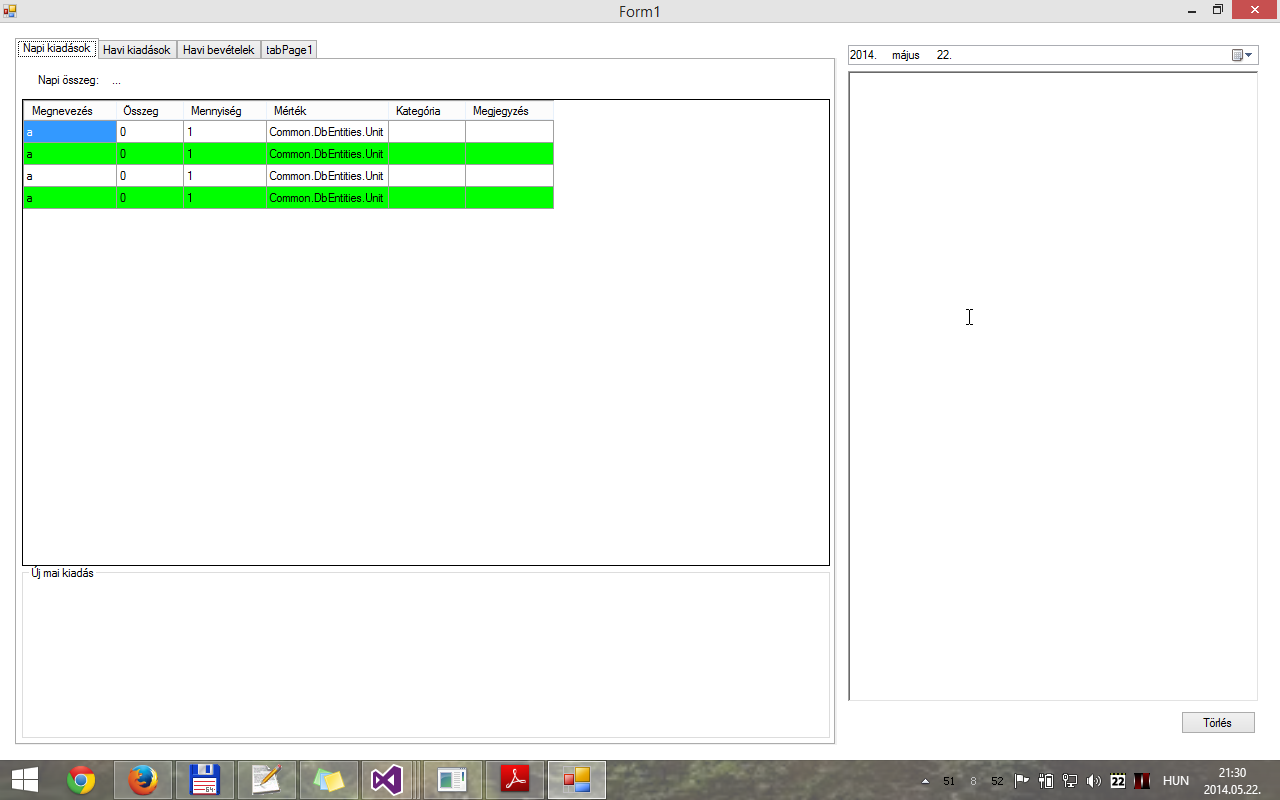 Form1
Napi kiadások Havi kiadások Havi bevételek tabPage1
2014. május 22.
Napi összeg: ...
Megnevezés Összeg Mennyiség Mérték Kategória Megjegyzés
a 0 1 Common.DbEntities.Unit
a 0 1 Common.DbEntities.Unit
a 0 1 Common.DbEntities.Unit
a 0 1 Common.DbEntities.Unit
Új mai kiadás
Törlés
64
51 8 52 22 HUN 21:30
2014.05.22.